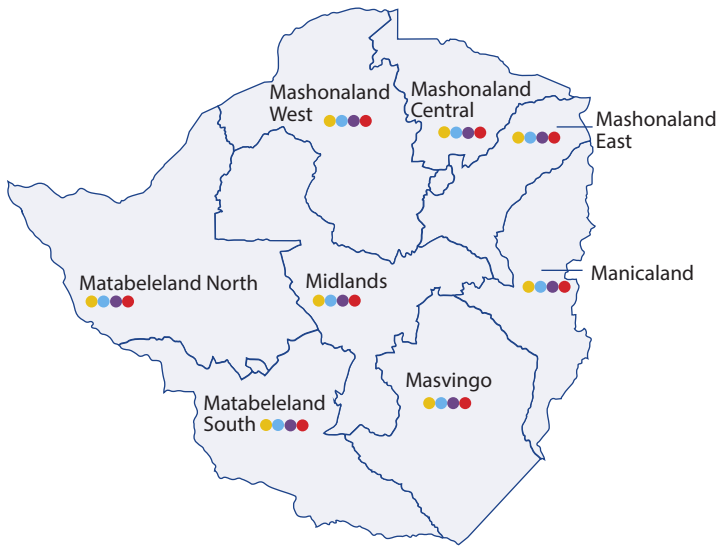 Mashonaland
West
Mashonaland
Central
Mashonaland
East
Matabeleland North
Midlands
Manicaland
Masvingo
Matabeleland
South